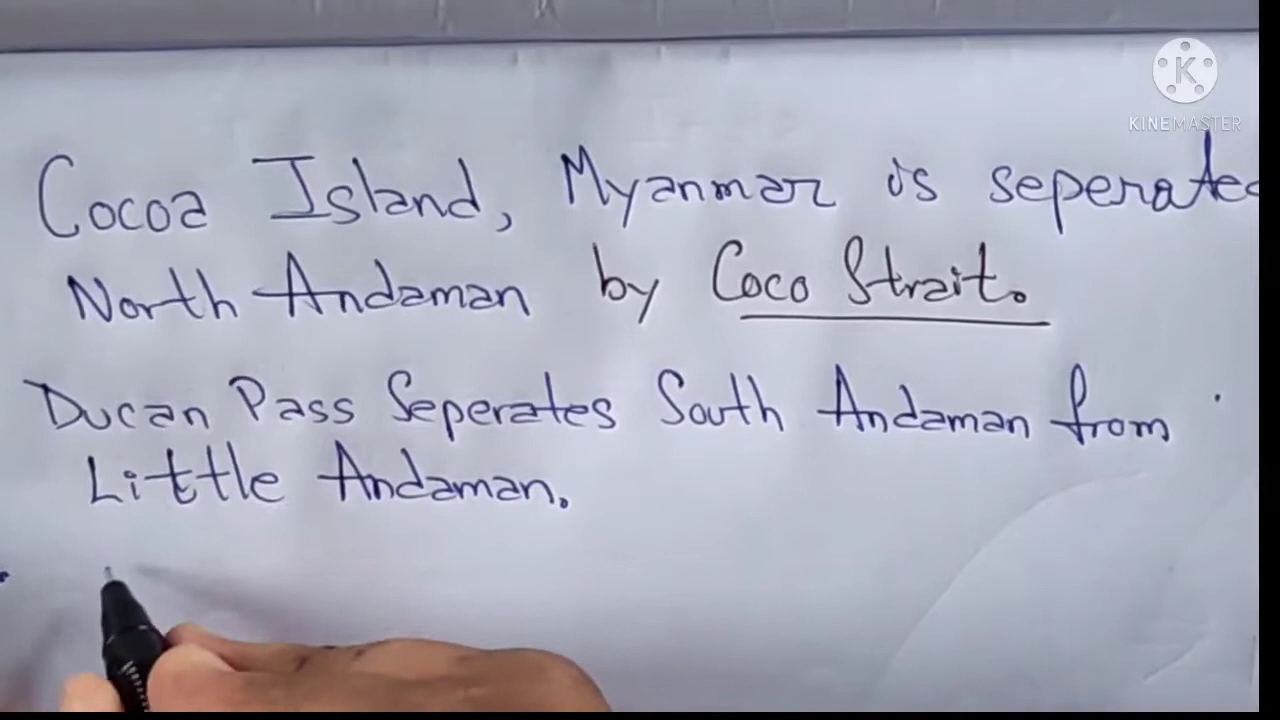 K
KINEMASTER
Cocoa Island, Myanmar is seperated
North Andaman by Coco Strait.
Ducan Pass Seperates South Andaman from
Little Andaman.